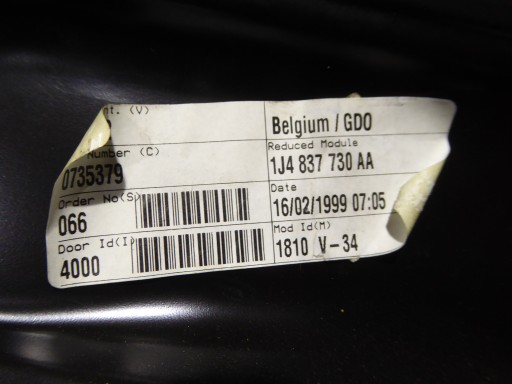 nt. (V)
Belgium / GDO
Number (C)
Reduced Module
0735379
1J4 837 730 AA
Order No(S)
Date
066
16/02/1999 07:05
Door Id(I)
Mod Id(M)
4000
1810 V-34